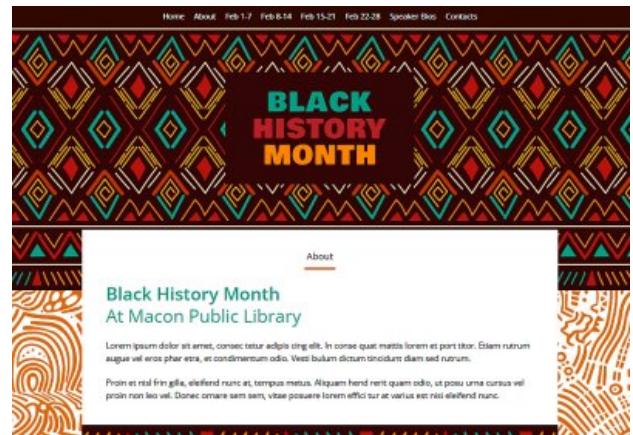 Home About Feb 1-7 Feb 8-14 Feb 15-21 Feb 22-28 Speaker Bios Contacts
BLACK
HISTORY
MONTH
About
Black History Month
At Macon Public Library
Lorem ipsum dolor sit amet, consec tetur adipis cing elit. In conse quat mattis lorem et port titor. Etiam rutrum
augue vel eros phar etra, et condimentum odio. Vesti bulum dictum tincidunt diam sed rutrum.
Proin et nisl frin gilla, eleifend nunc at, tempus metus. Aliquam hend rerit quam odio, ut posu urna cursus vel
proin non leo vel. Donec ornare sem sem, vitae posuere lorem effici tur at varius est nisi eleifend nunc.